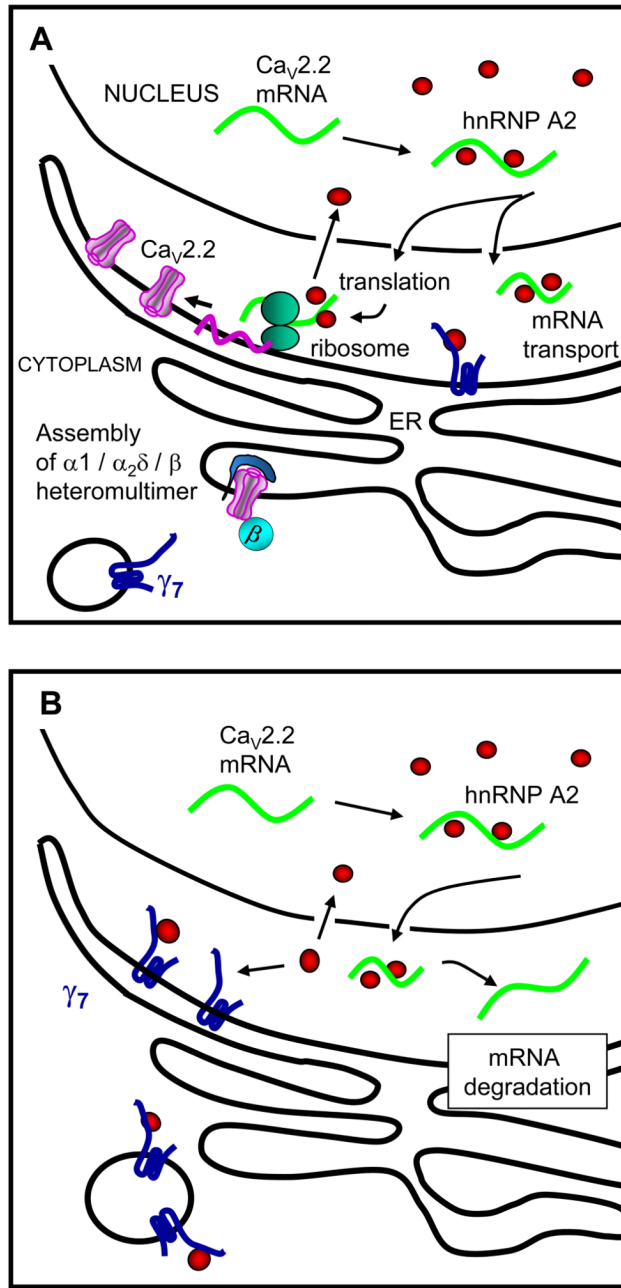 A
NUCLEUS
CaV2.2
mRNA
hnRNP A2
CaV2.2
translation
mRNA
transport
ribosome
CYTOPLASM
ER
Assembly
of α1 / α2δ / β
heteromultimer
β
γ7
B
CaV2.2
mRNA
hnRNP A2
γ7
mRNA
degradation